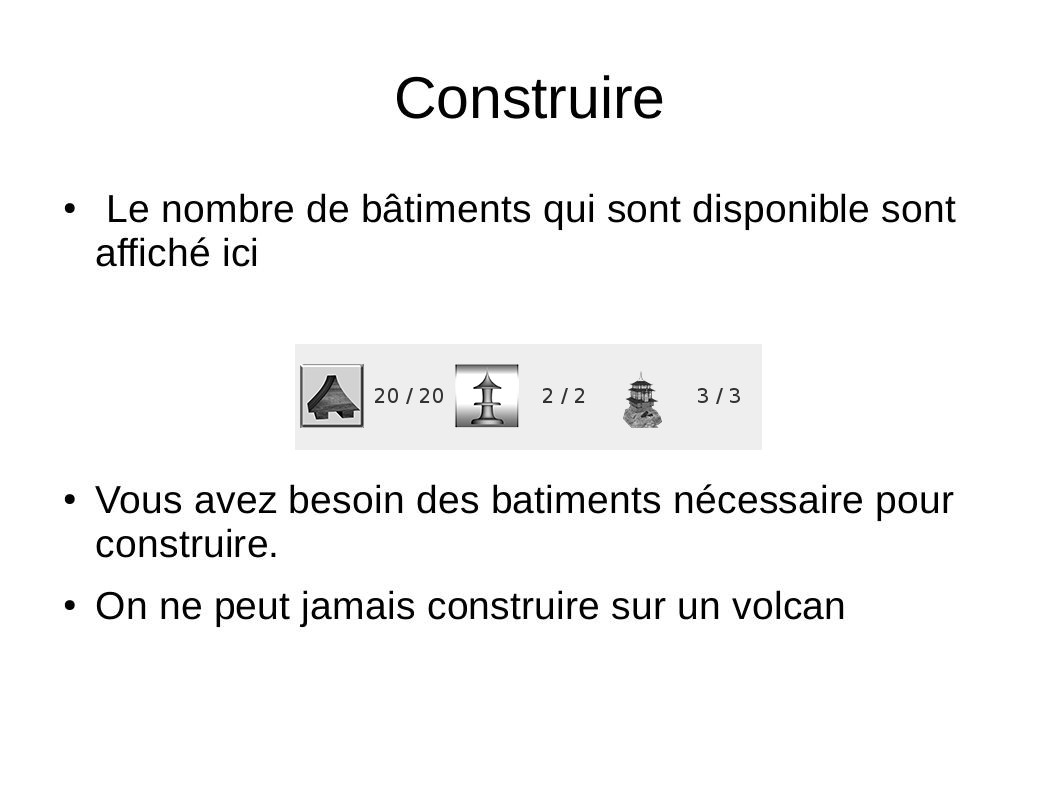 Construire
• Le nombre de bâtiments qui sont disponible sont
affiché ici
20 / 20 2 / 2 3 / 3
• Vous avez besoin des batiments nécessaire pour
construire.
• On ne peut jamais construire sur un volcan